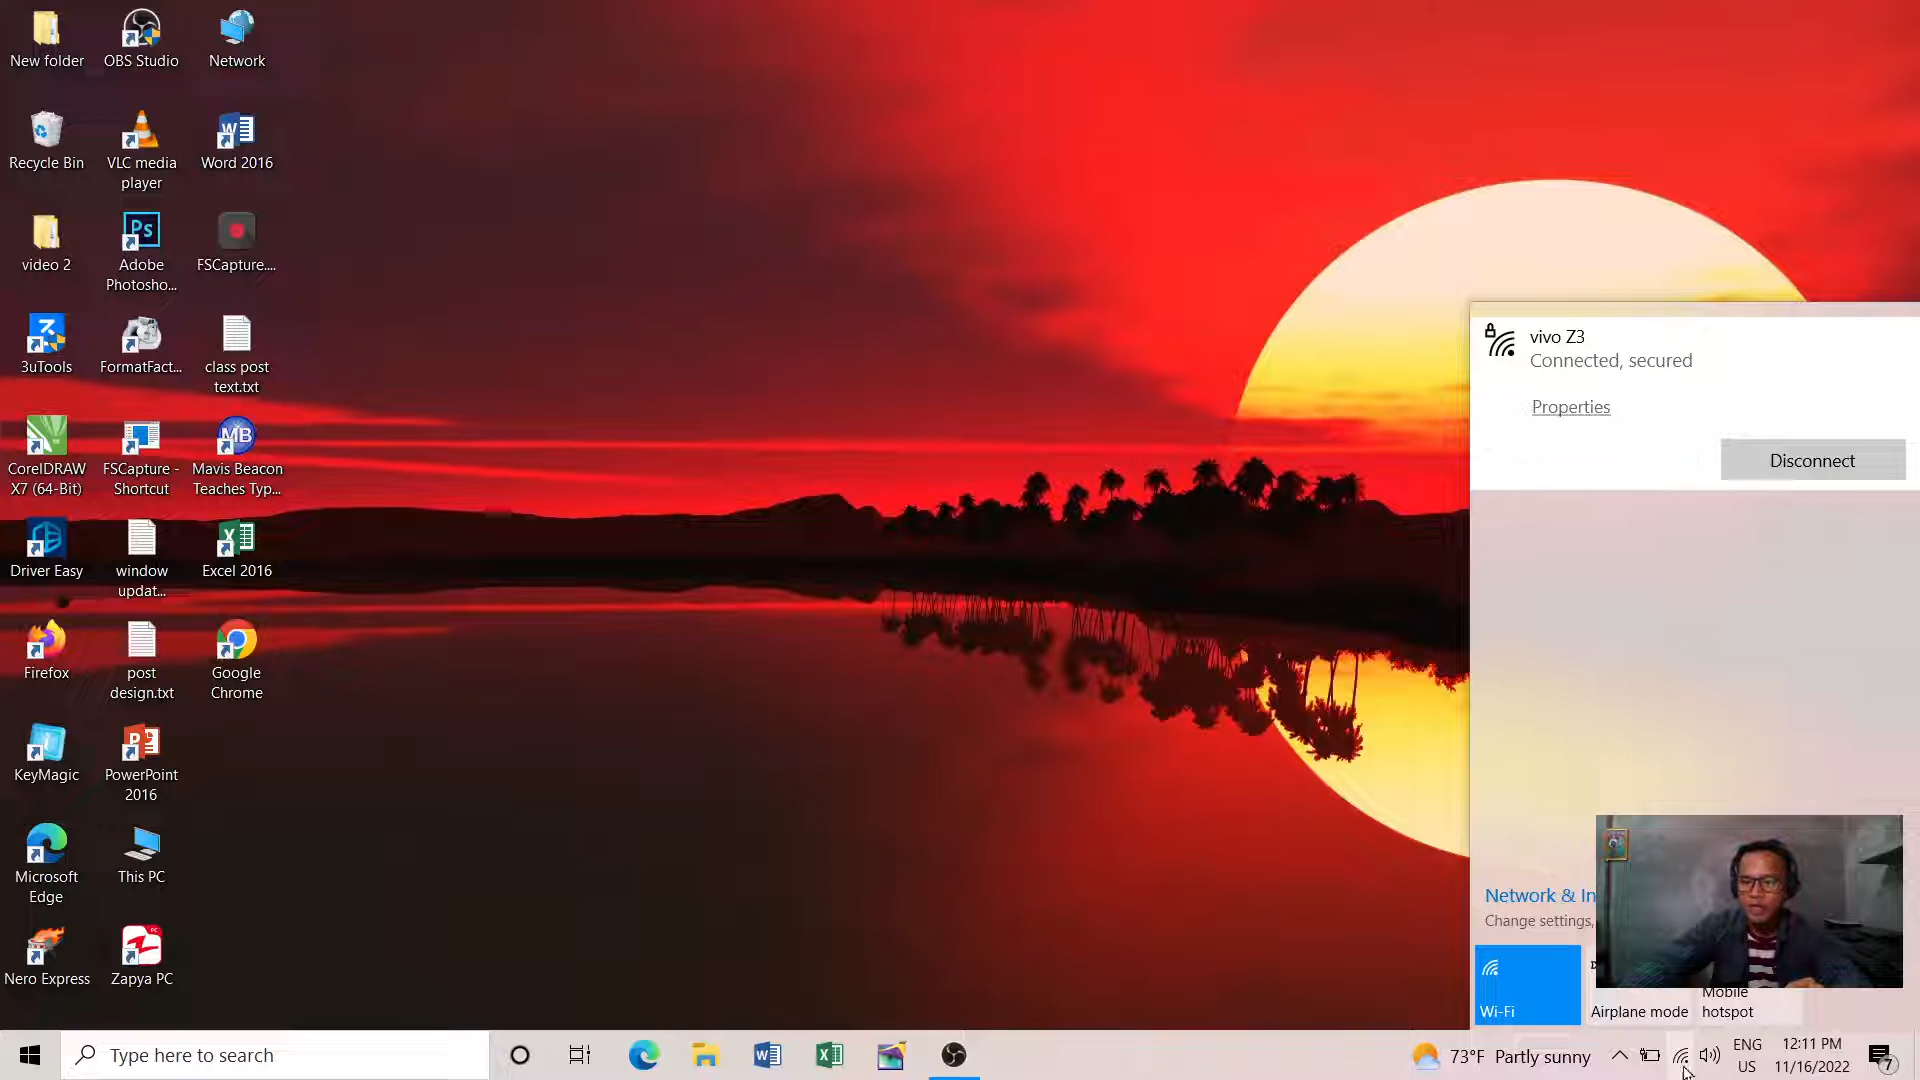 New folder
OBS Studio
Network
Recycle Bin
VLC media
player
Word 2016
video 2
Adobe
Photosho...
FSCapture....
3uTools
FormatFact...
class post
text.txt
CorelDRAW
X7 (64-Bit)
FSCapture -
Shortcut
Mavis Beacon
Teaches Typ...
Driver Easy
window
updat...
Excel 2016
Firefox
post
design.txt
Google
Chrome
KeyMagic
PowerPoint
2016
Microsoft
Edge
This PC
Nero Express
Zapya PC
vivo Z3
Connected, secured
Properties
Disconnect
Network & In
Change settings,
Wi-Fi
Airplane mode
Mobile
hotspot
Type here to search
73°F Partly sunny
ENG
US
12:11 PM
11/16/2022
7